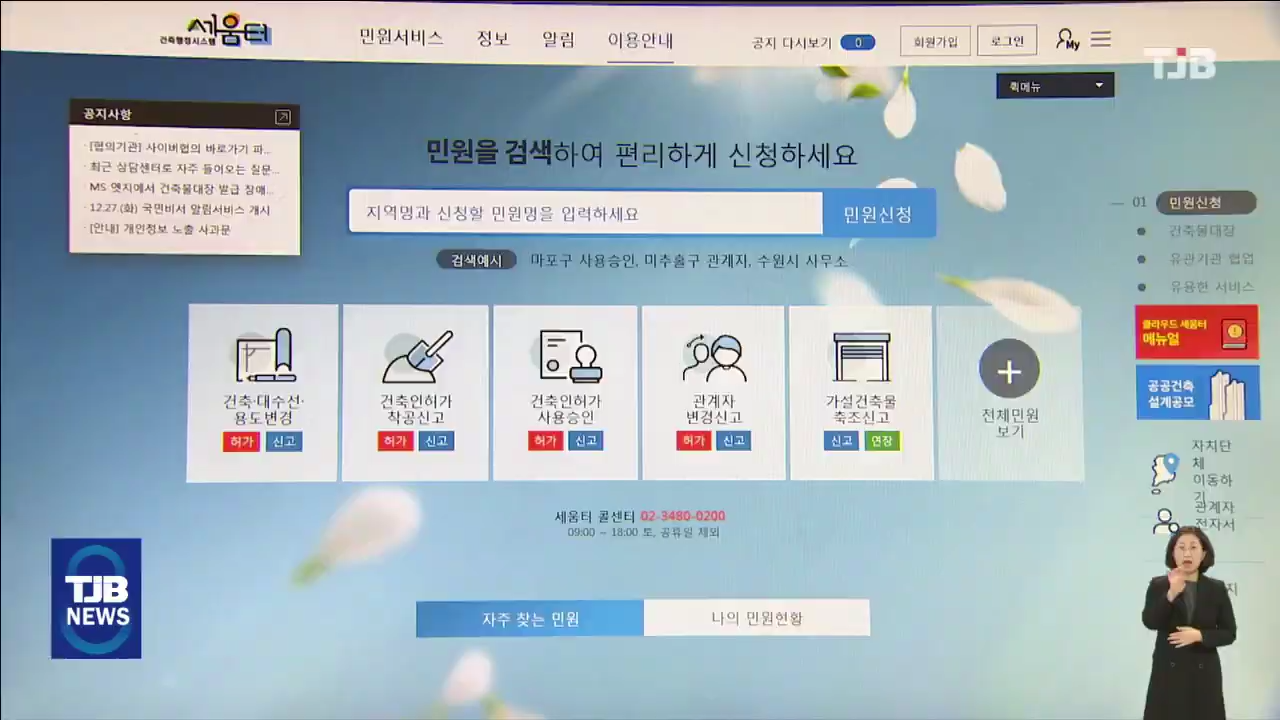 세움터
건축행정시스템
민원서비스
정보
알림
이용안내
공지 다시보기 0
회원가입
로그인
My
TJB
퀵메뉴
공지사항
· [협의기관] 사이버협의 바로가기 파...
· 최근 상담센터로 자주 들어오는 질문...
· MS 엣지에서 건축물대장 발급 장애...
· 12.27.(화) 국민비서 알림서비스 개시
· [안내] 개인정보 노출 사과문
민원을 검색하여 편리하게 신청하세요
지역명과 신청할 민원명을 입력하세요
민원신청
검색예시
마포구 사용승인, 미추홀구 관계자, 수원시 사무소
01 민원신청
건축물대장
유관기관 협업
유용한 서비스
클라우드 세움터
매뉴얼
공공건축
설계공모
건축·대수선·
용도변경
허가 신고
건축인허가
착공신고
허가 신고
건축인허가
사용승인
허가 신고
관계자
변경신고
허가 신고
가설건축물
축조신고
신고 연장
전체민원
보기
자치단
체
이동하
기
관계자
전자서
지
세움터 콜센터 02-3480-0200
09:00 ~ 18:00 토, 공휴일 제외
자주 찾는 민원
나의 민원현황
8
TJB
NEWS